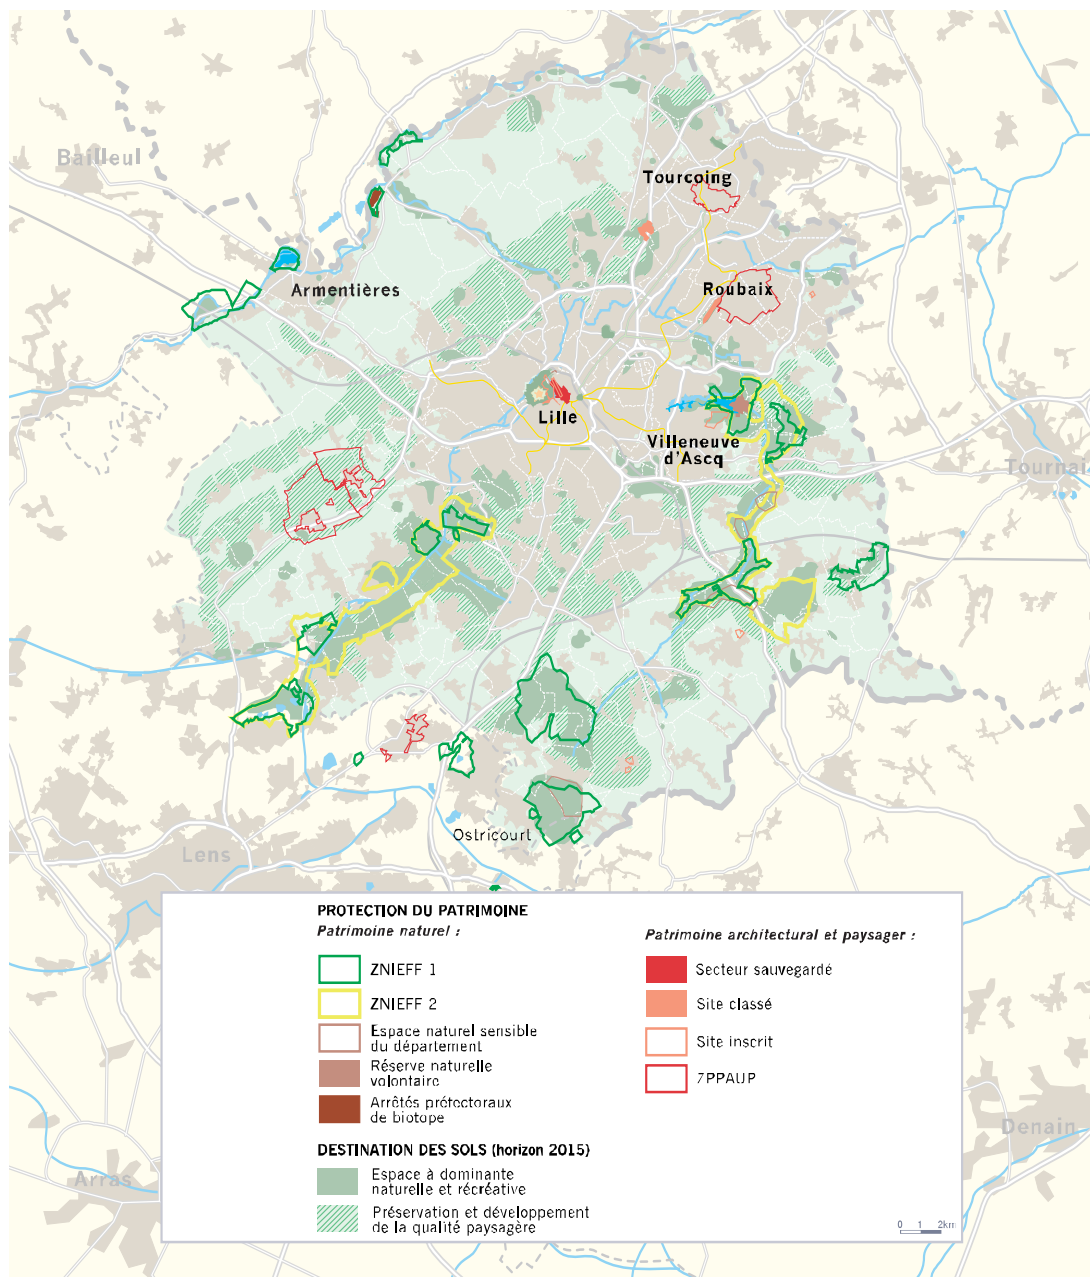 Bailleul
Tourcoing
Armentières
Roubaix
Lille
Villeneuve
d'Ascq
Tournai
Ostricourt
Lens
Arras
Denain
PROTECTION DU PATRIMOINE
Patrimoine naturel :
ZNIEFF 1
ZNIEFF 2
Espace naturel sensible
du département
Réserve naturelle
volontaire
Arrêtés préfectoraux
de biotope
DESTINATION DES SOLS (horizon 2015)
Espace à dominante
naturelle et récréative
Préservation et développement
de la qualité paysagère
Patrimoine architectural et paysager :
Secteur sauvegardé
Site classé
Site inscrit
ZPPAUP
0 1 2km